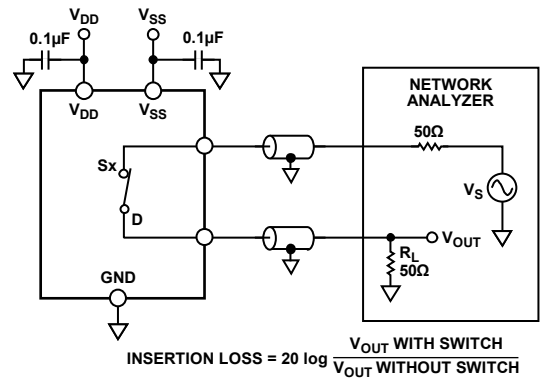 VDD
VSS
0.1µF
0.1µF
VDD
VSS
NETWORK
ANALYZER
50Ω
Sx
VS
D
VOUT
RL
50Ω
GND
INSERTION LOSS = 20 log VOUT WITH SWITCH
VOUT WITHOUT SWITCH